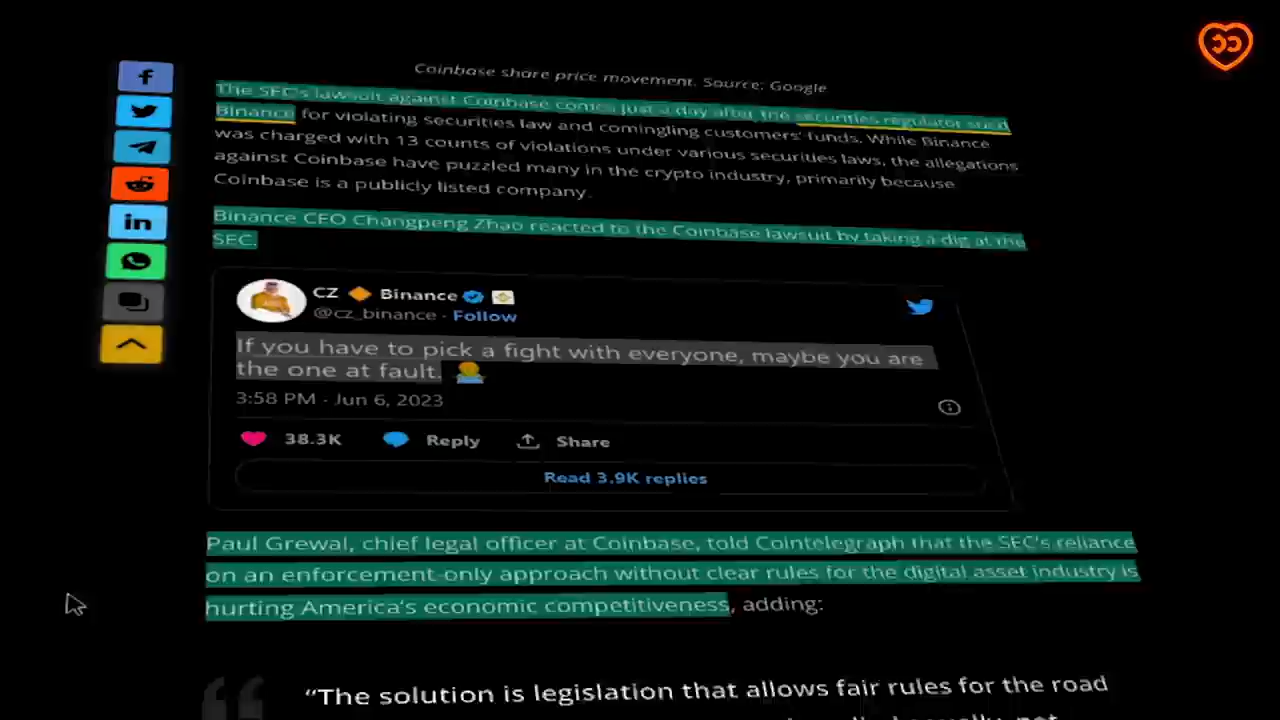 Coinbase share price movement. Source: Google
The SEC's lawsuit against Coinbase comes just a day after the securities regulator sued
Binance for violating securities law and comingling customers' funds. While Binance
was charged with 13 counts of violations under various securities laws, the allegations
against Coinbase have puzzled many in the crypto industry, primarily because
Coinbase is a publicly listed company.
Binance CEO Changpeng Zhao reacted to the Coinbase lawsuit by taking a dig at the
SEC.
CZ 🔶 Binance
@cz_binance · Follow
If you have to pick a fight with everyone, maybe you are
the one at fault.
3:58 PM · Jun 6, 2023
38.3K Reply Share
Read 3.9K replies
Paul Grewal, chief legal officer at Coinbase, told Cointelegraph that the SEC's reliance
on an enforcement-only approach without clear rules for the digital asset industry is
hurting America's economic competitiveness, adding:
“The solution is legislation that allows fair rules for the road